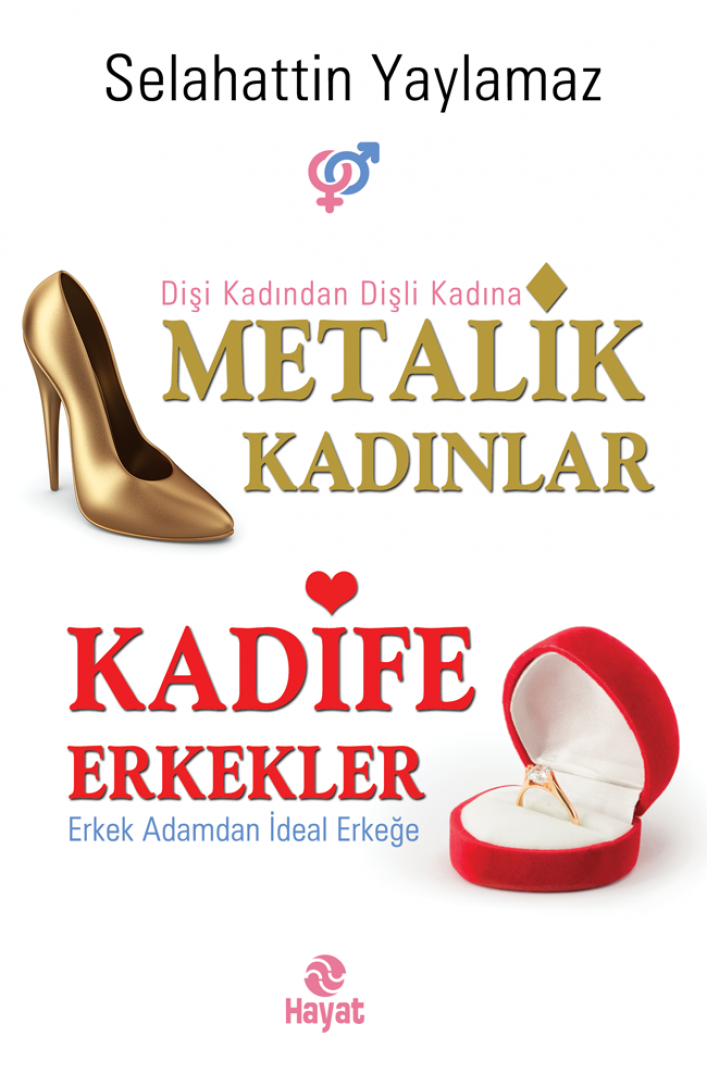 Selahattin Yaylamaz
Dişi Kadından Dişli Kadına
METALİK
KADINLAR
KADİFE
ERKEKLER
Erkek Adamdan İdeal Erkeğe
Hayat